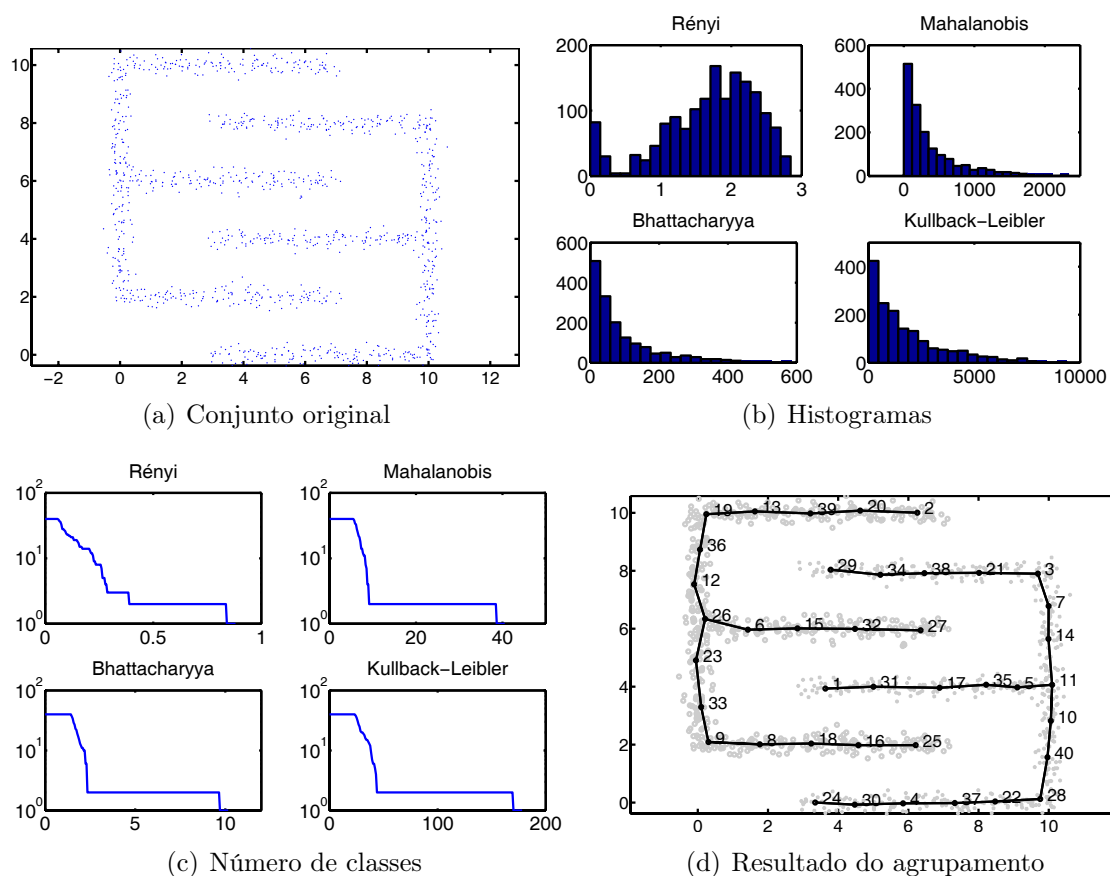 10
8
6
4
2
0
−2 0 2 4 6 8 10 12
(a) Conjunto original
Rényi
200
100
0
0 1 2 3
Mahalanobis
600
400
200
0
0 1000 2000
Bhattacharyya
600
400
200
0
0 200 400 600
Kullback−Leibler
400
200
0
0 5000 10000
(b) Histogramas
Rényi
10²
10¹
10⁰
0 0.5 1
Mahalanobis
10²
10¹
10⁰
0 20 40
Bhattacharyya
10²
10¹
10⁰
0 5 10
Kullback−Leibler
10²
10¹
10⁰
0 100 200
(c) Número de classes
10
8
6
4
2
0
19 13 39 20 2
36
29 34 38 21 3
12
7
26 6 15 32 27
14
23
1 31 17 35 5 11
33
10
9 8 18 16 25
40
24 30 4 37 22 28
0 2 4 6 8 10
(d) Resultado do agrupamento